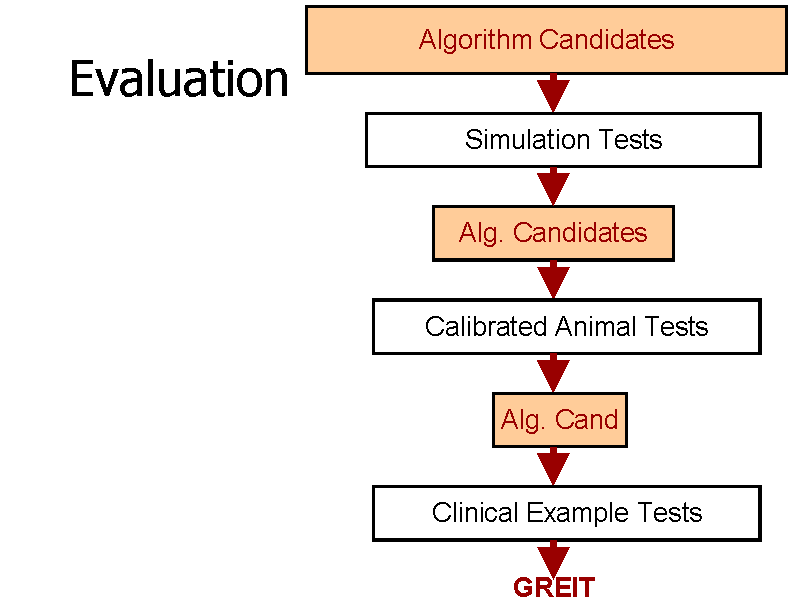 Evaluation
Algorithm Candidates
Simulation Tests
Alg. Candidates
Calibrated Animal Tests
Alg. Cand
Clinical Example Tests
GREIT